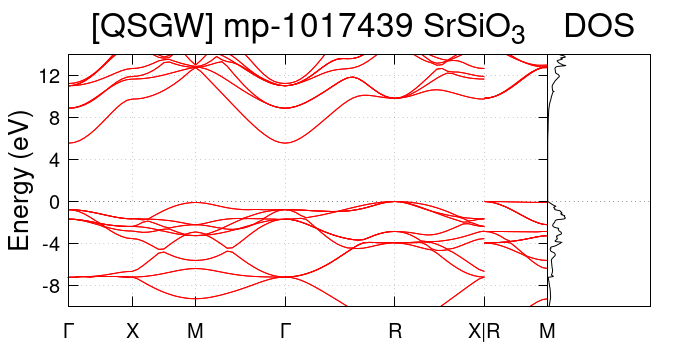 [QSGW] mp-1017439 SrSiO₃ DOS
Energy (eV)
12
8
4
0
-4
-8
Γ X M Γ R X|R M